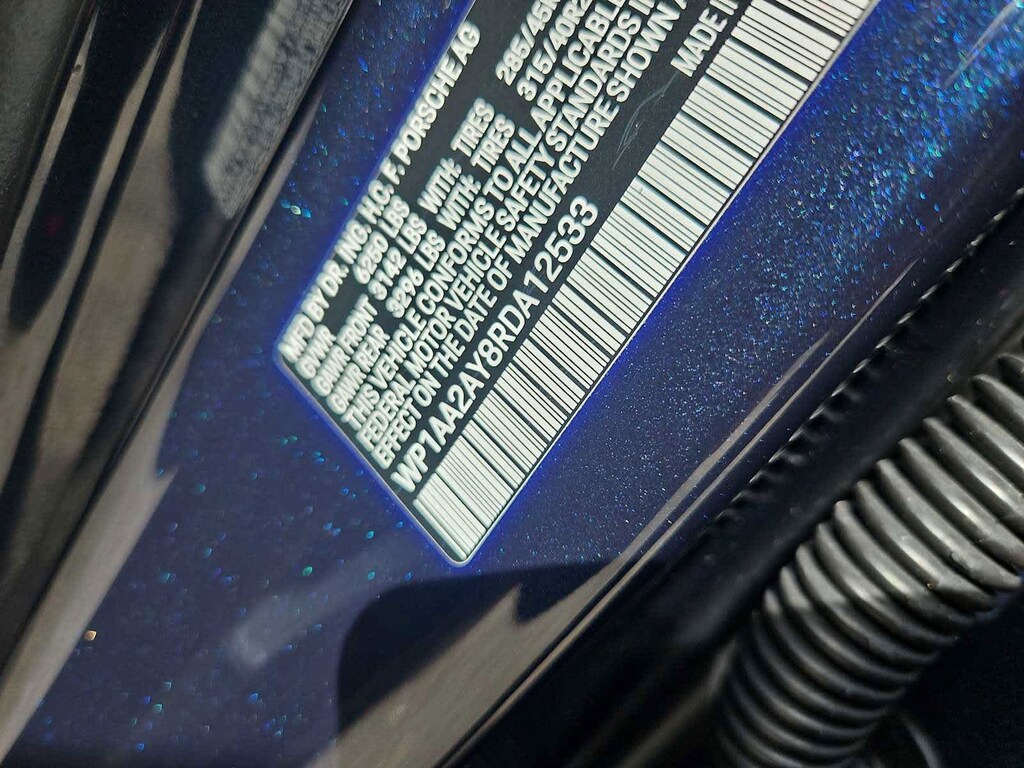 MFD BY DR. ING. H.C. F. PORSCHE AG
GVWR 6250 LBS
GAWR FRONT 3142 LBS WITH: TIRES 285/45R
GAWR REAR 3296 LBS WITH: TIRES 315/40R2
THIS VEHICLE CONFORMS TO ALL APPLICABLE
FEDERAL MOTOR VEHICLE SAFETY STANDARDS IN
EFFECT ON THE DATE OF MANUFACTURE SHOWN A
MADE IN
WP1AA2AY8RDA12533